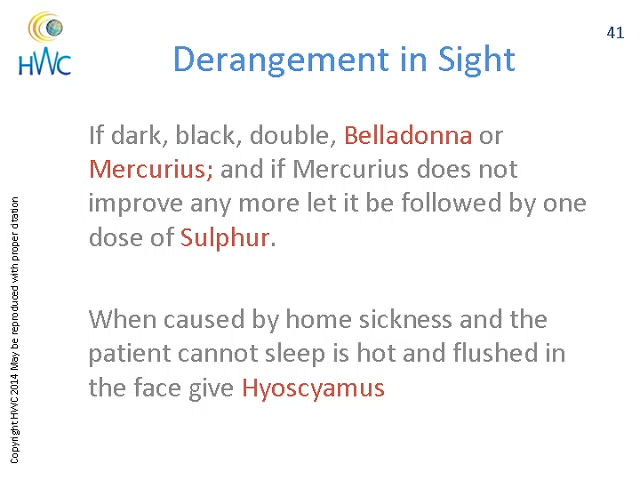 41
HWC
Derangement in Sight
If dark, black, double, Belladonna or
Mercurius; and if Mercurius does not
improve any more let it be followed by one
dose of Sulphur.
When caused by home sickness and the
patient cannot sleep is hot and flushed in
the face give Hyoscyamus
Copyright HWC 2014 May be reproduced with proper citation